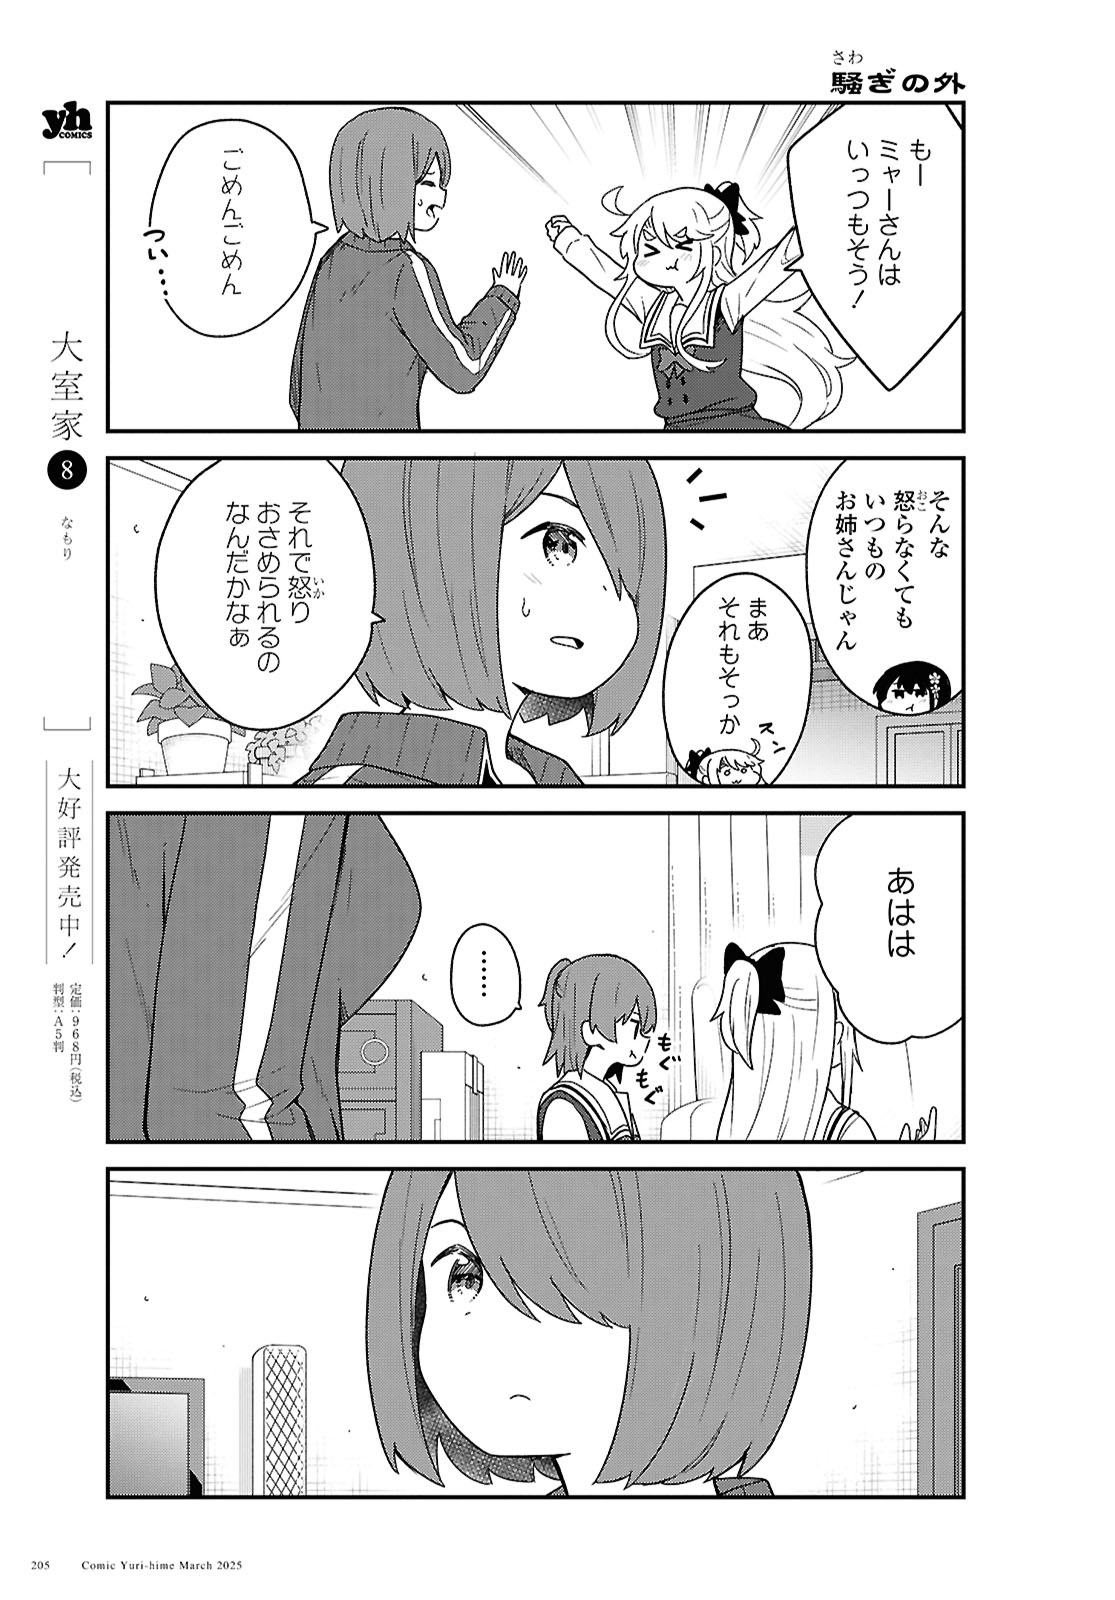 さわ
騒ぎの外
もー
ミャーさんは
いっつもそう!
ごめんごめん
つい‥‥
そんな
怒らなくても
おこ
いつもの
お姉さんじゃん
まあ
それもそっか
スン
それで怒り
いか
おさめられるの
なんだかなぁ
あはは
もぐ
もぐ
……
yh
COMICS
大室家
8
なもり
大好評発売中!
定価:968円(税込)
判型:A5判
205
Comic Yuri-hime March 2025